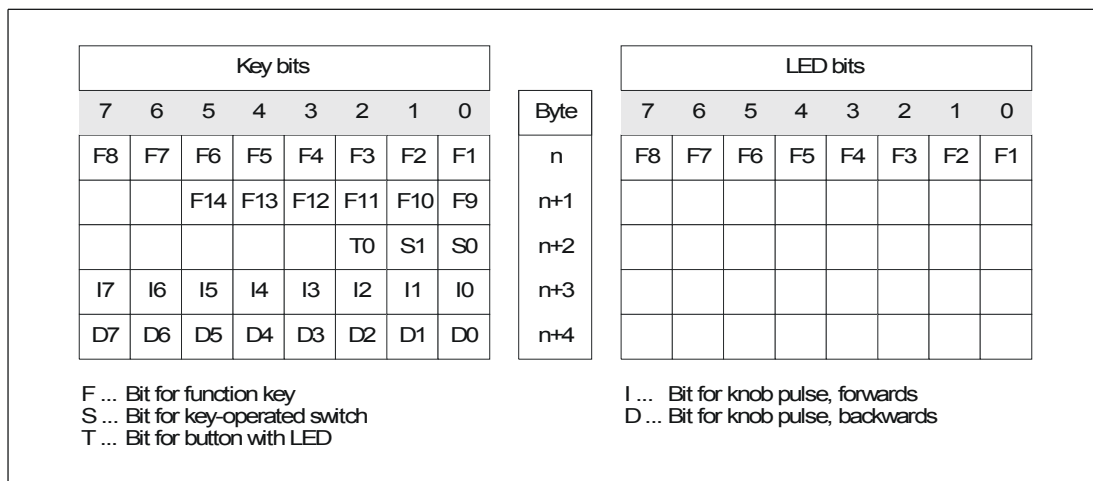 Key bits LED bits
7 6 5 4 3 2 1 0 Byte 7 6 5 4 3 2 1 0
F8 F7 F6 F5 F4 F3 F2 F1 n F8 F7 F6 F5 F4 F3 F2 F1
F14 F13 F12 F11 F10 F9 n+1
T0 S1 S0 n+2
I7 I6 I5 I4 I3 I2 I1 I0 n+3
D7 D6 D5 D4 D3 D2 D1 D0 n+4
F ... Bit for function key I ... Bit for knob pulse, forwards
S ... Bit for key-operated switch D ... Bit for knob pulse, backwards
T ... Bit for button with LED